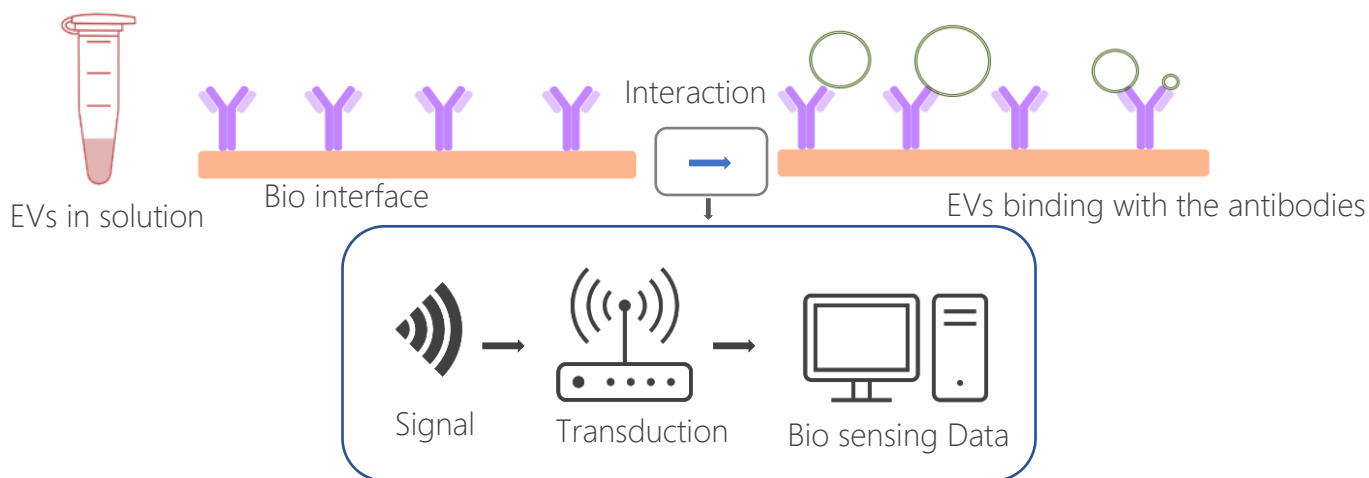 Interaction
EVs in solution
Bio interface
EVs binding with the antibodies
Signal
Transduction
Bio sensing Data